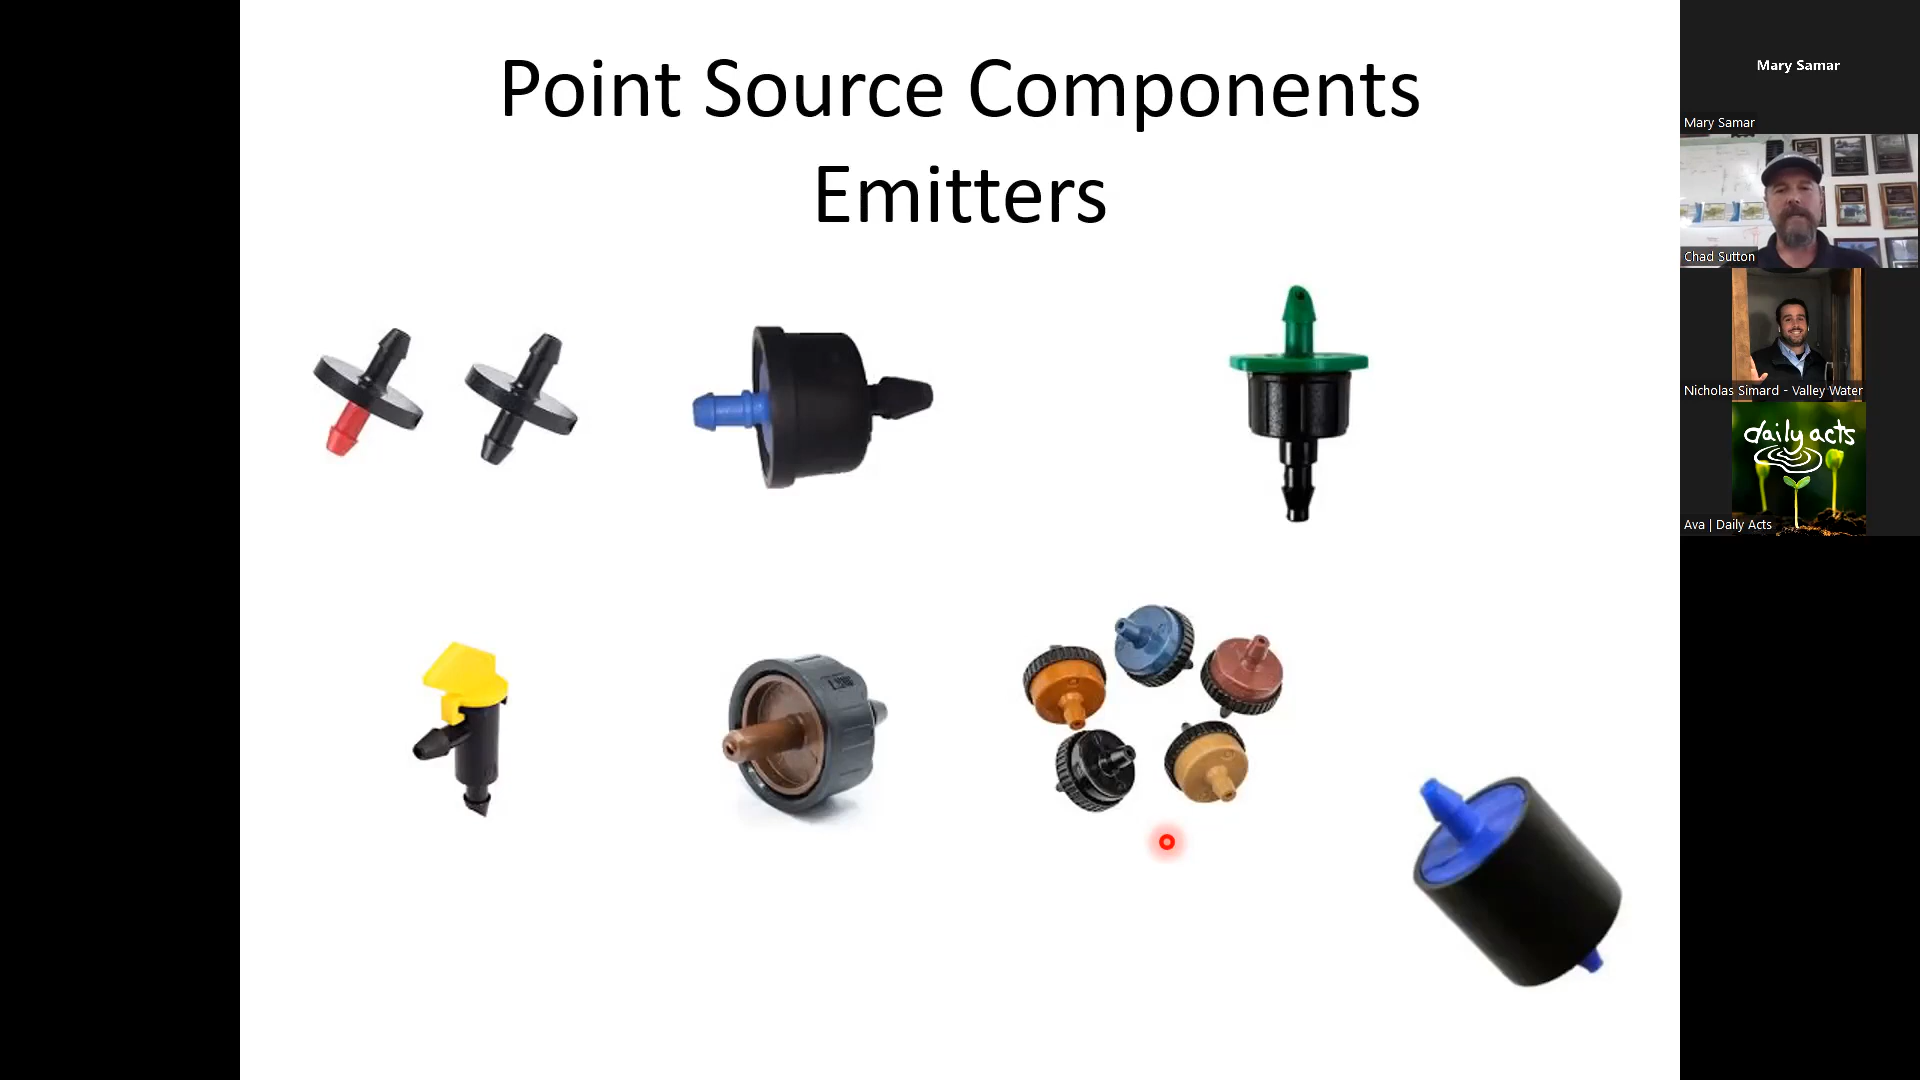 Point Source Components
Emitters
Mary Samar
Mary Samar
Chad Sutton
Nicholas Simard - Valley Water
daily acts
Ava | Daily Acts